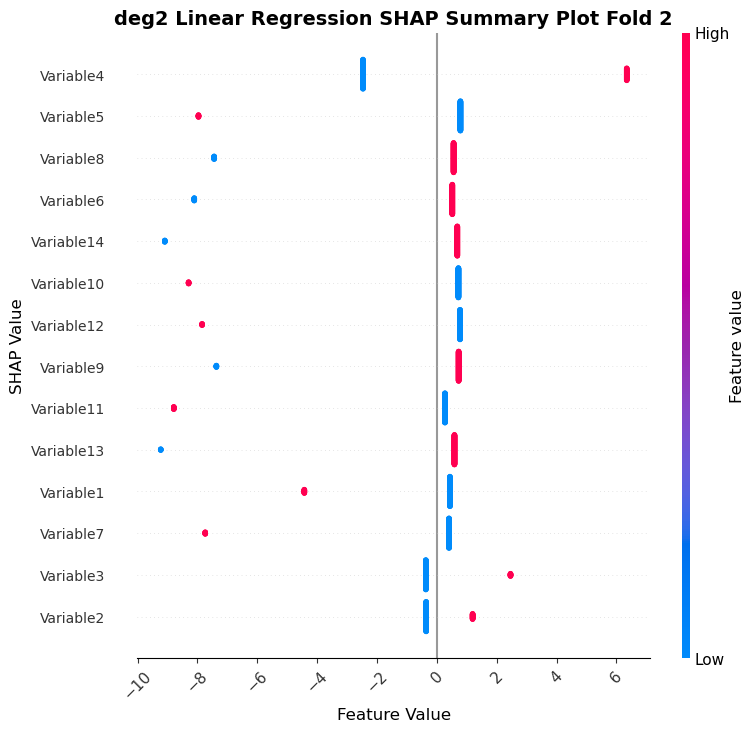 deg2 Linear Regression SHAP Summary Plot Fold 2
High
Variable4
Variable5
Variable8
Variable6
Variable14
Variable10
Variable12
Variable9
Variable11
Variable13
Variable1
Variable7
Variable3
Variable2
SHAP Value
Feature value
Low
−10 −8 −6 −4 −2 0 2 4 6
Feature Value